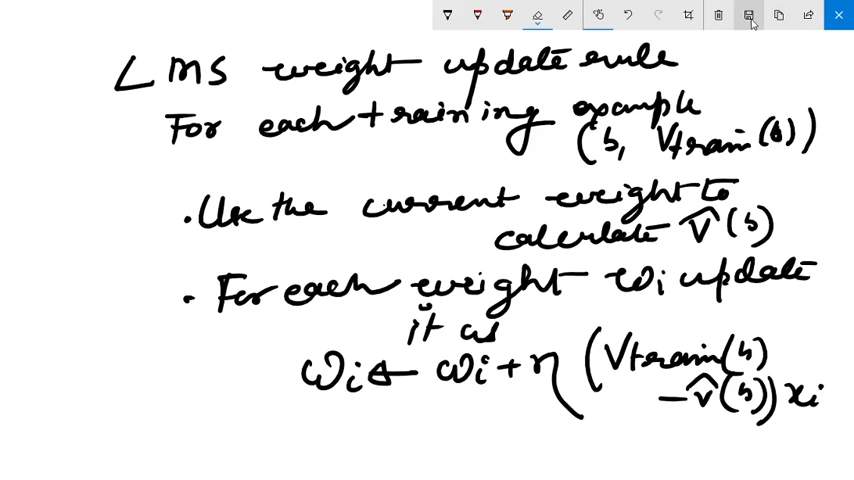 LMS weight update rule
For each training example
(b, Vtrain(b))
. Use the current weight to
calculate V̂(b)
. For each weight wi update
it as
wi ← wi + η (Vtrain(b)
− V̂(b)) xi